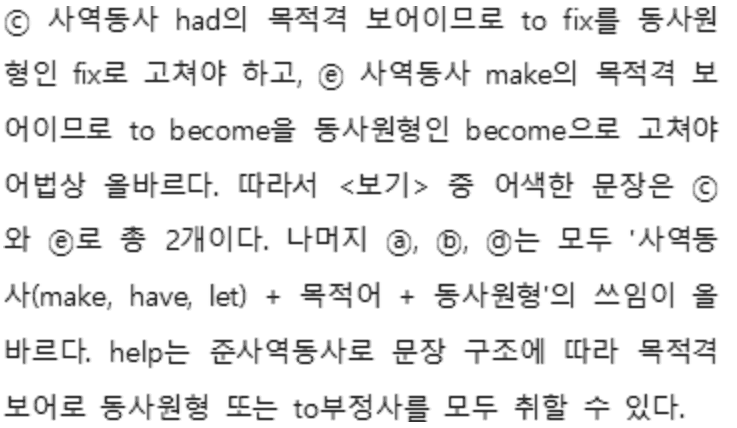 ⓒ 사역동사 had의 목적격 보어이므로 to fix를 동사원
형인 fix로 고쳐야 하고, ⓔ 사역동사 make의 목적격 보
어이므로 to become을 동사원형인 become으로 고쳐야
어법상 올바르다. 따라서 <보기> 중 어색한 문장은 ⓒ
와 ⓔ로 총 2개이다. 나머지 ⓐ, ⓑ, ⓓ는 모두 '사역동
사(make, have, let) + 목적어 + 동사원형'의 쓰임이 올
바르다. help는 준사역동사로 문장 구조에 따라 목적격
보어로 동사원형 또는 to부정사를 모두 취할 수 있다.